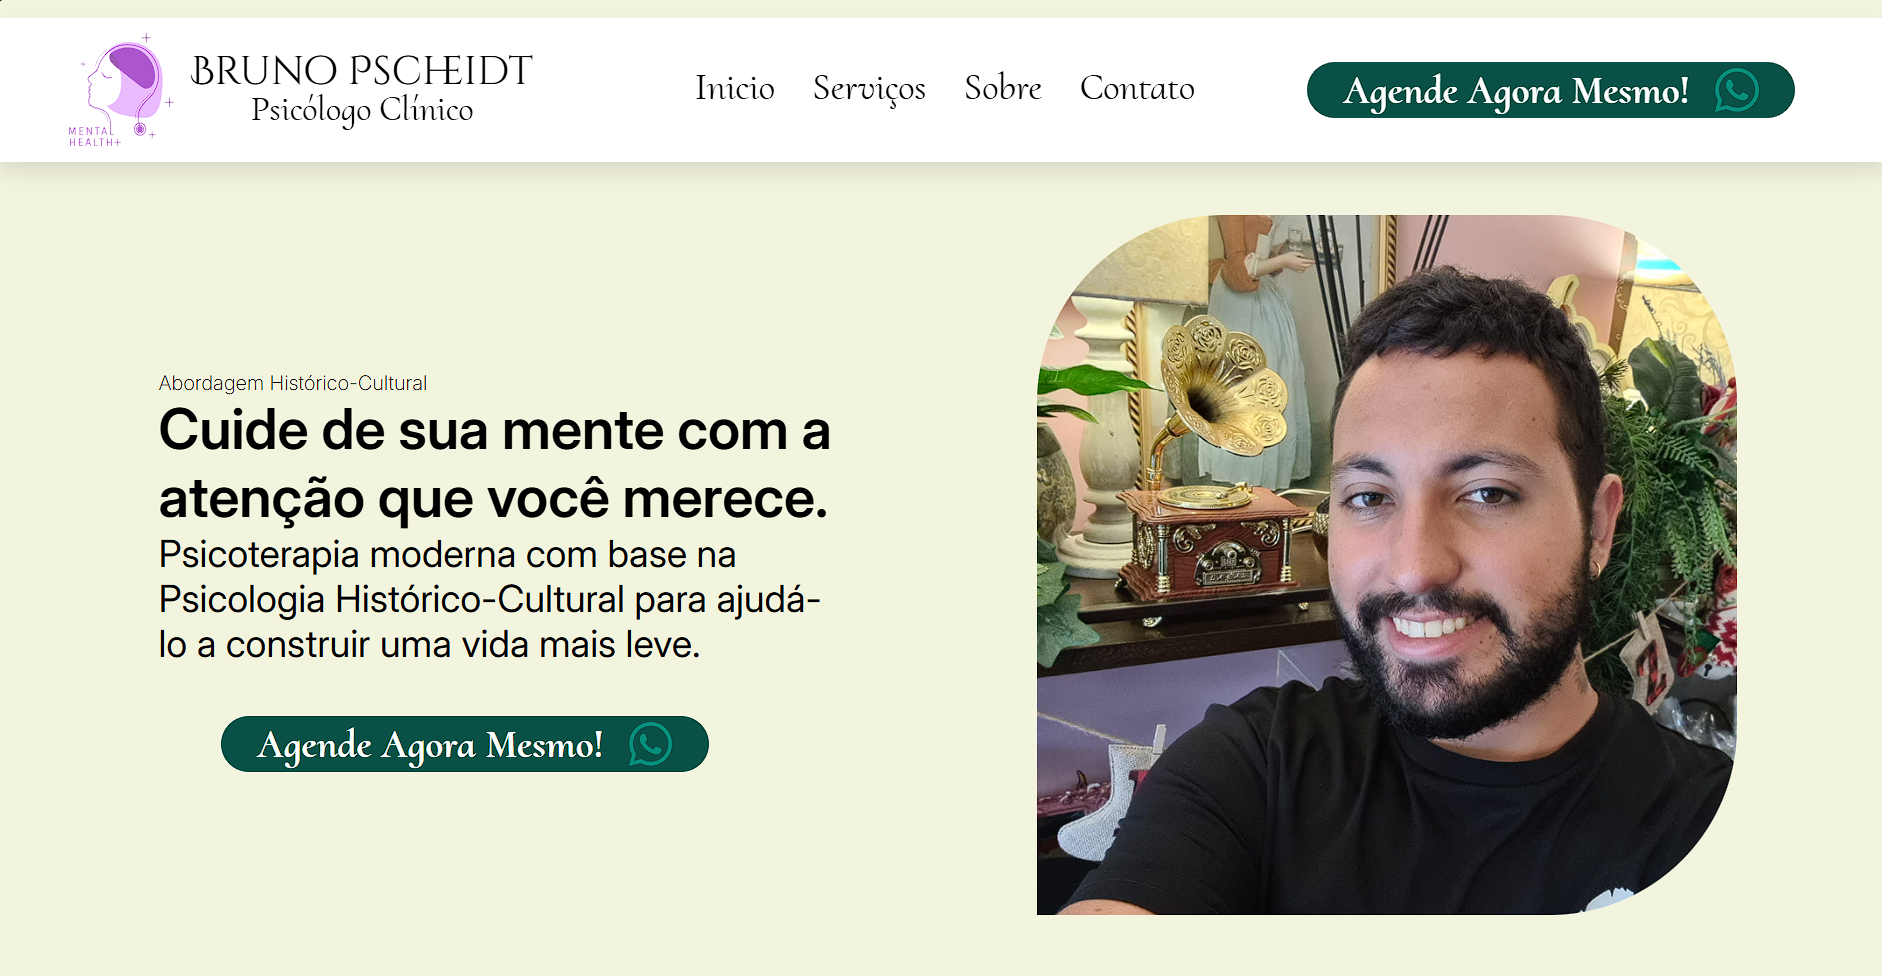 MENTAL
HEALTH+
BRUNO PSCHEIDT
Psicólogo Clínico
Inicio Serviços Sobre Contato
Agende Agora Mesmo!
Abordagem Histórico-Cultural
Cuide de sua mente com a
atenção que você merece.
Psicoterapia moderna com base na
Psicologia Histórico-Cultural para ajudá-
lo a construir uma vida mais leve.
Agende Agora Mesmo!